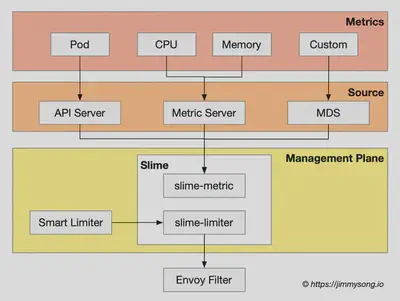 Metrics
Pod
CPU
Memory
Custom
Source
API Server
Metric Server
MDS
Management Plane
Slime
slime-metric
Smart Limiter
slime-limiter
Envoy Filter
© https://jimmysong.io